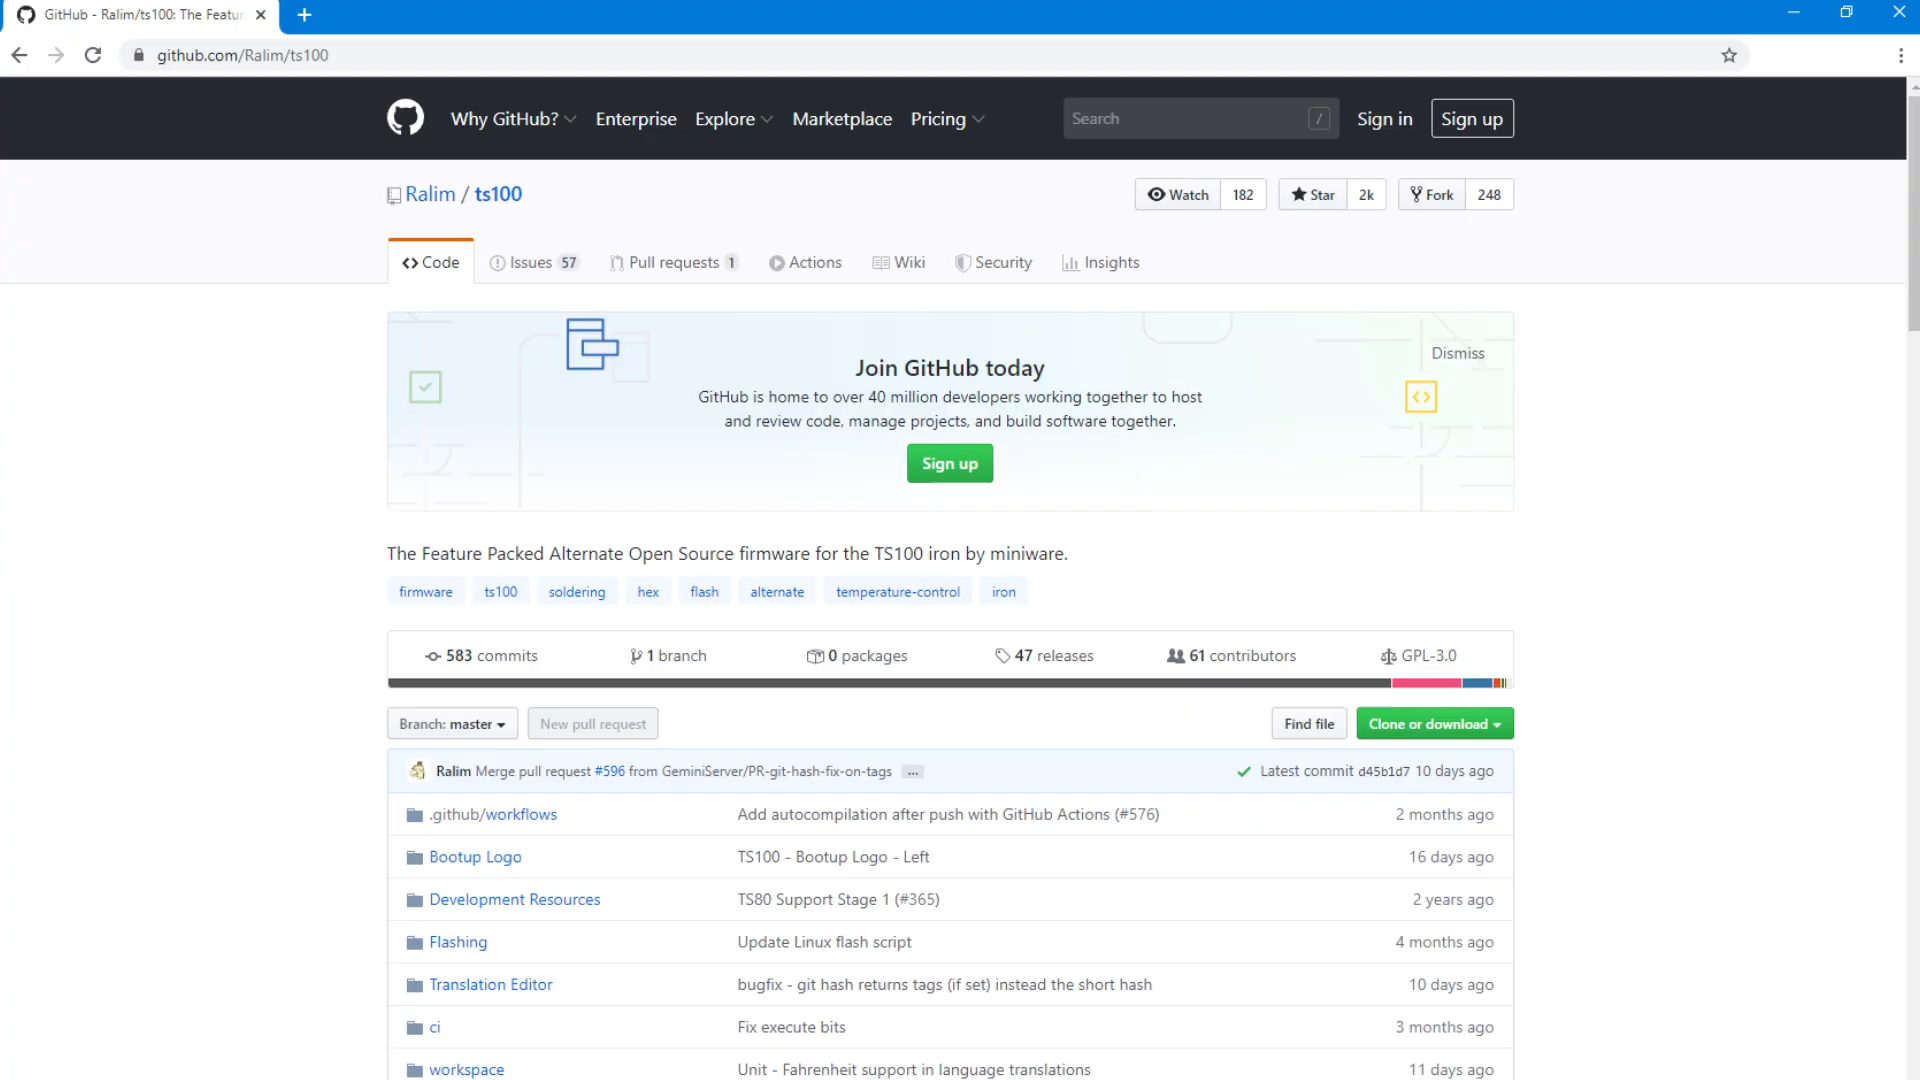 GitHub - Ralim/ts100: The Featur
github.com/Ralim/ts100
Why GitHub? Enterprise Explore Marketplace Pricing Search / Sign in Sign up
Ralim / ts100 Watch 182 Star 2k Fork 248
Code Issues 57 Pull requests 1 Actions Wiki Security Insights
Dismiss
Join GitHub today
GitHub is home to over 40 million developers working together to host
and review code, manage projects, and build software together.
Sign up
The Feature Packed Alternate Open Source firmware for the TS100 iron by miniware.
firmware ts100 soldering hex flash alternate temperature-control iron
583 commits 1 branch 0 packages 47 releases 61 contributors GPL-3.0
Branch: master New pull request Find file Clone or download
Ralim Merge pull request #596 from GeminiServer/PR-git-hash-fix-on-tags ... Latest commit d45b1d7 10 days ago
.github/workflows Add autocompilation after push with GitHub Actions (#576) 2 months ago
Bootup Logo TS100 - Bootup Logo - Left 16 days ago
Development Resources TS80 Support Stage 1 (#365) 2 years ago
Flashing Update Linux flash script 4 months ago
Translation Editor bugfix - git hash returns tags (if set) instead the short hash 10 days ago
ci Fix execute bits 3 months ago
workspace Unit - Fahrenheit support in language translations 11 days ago